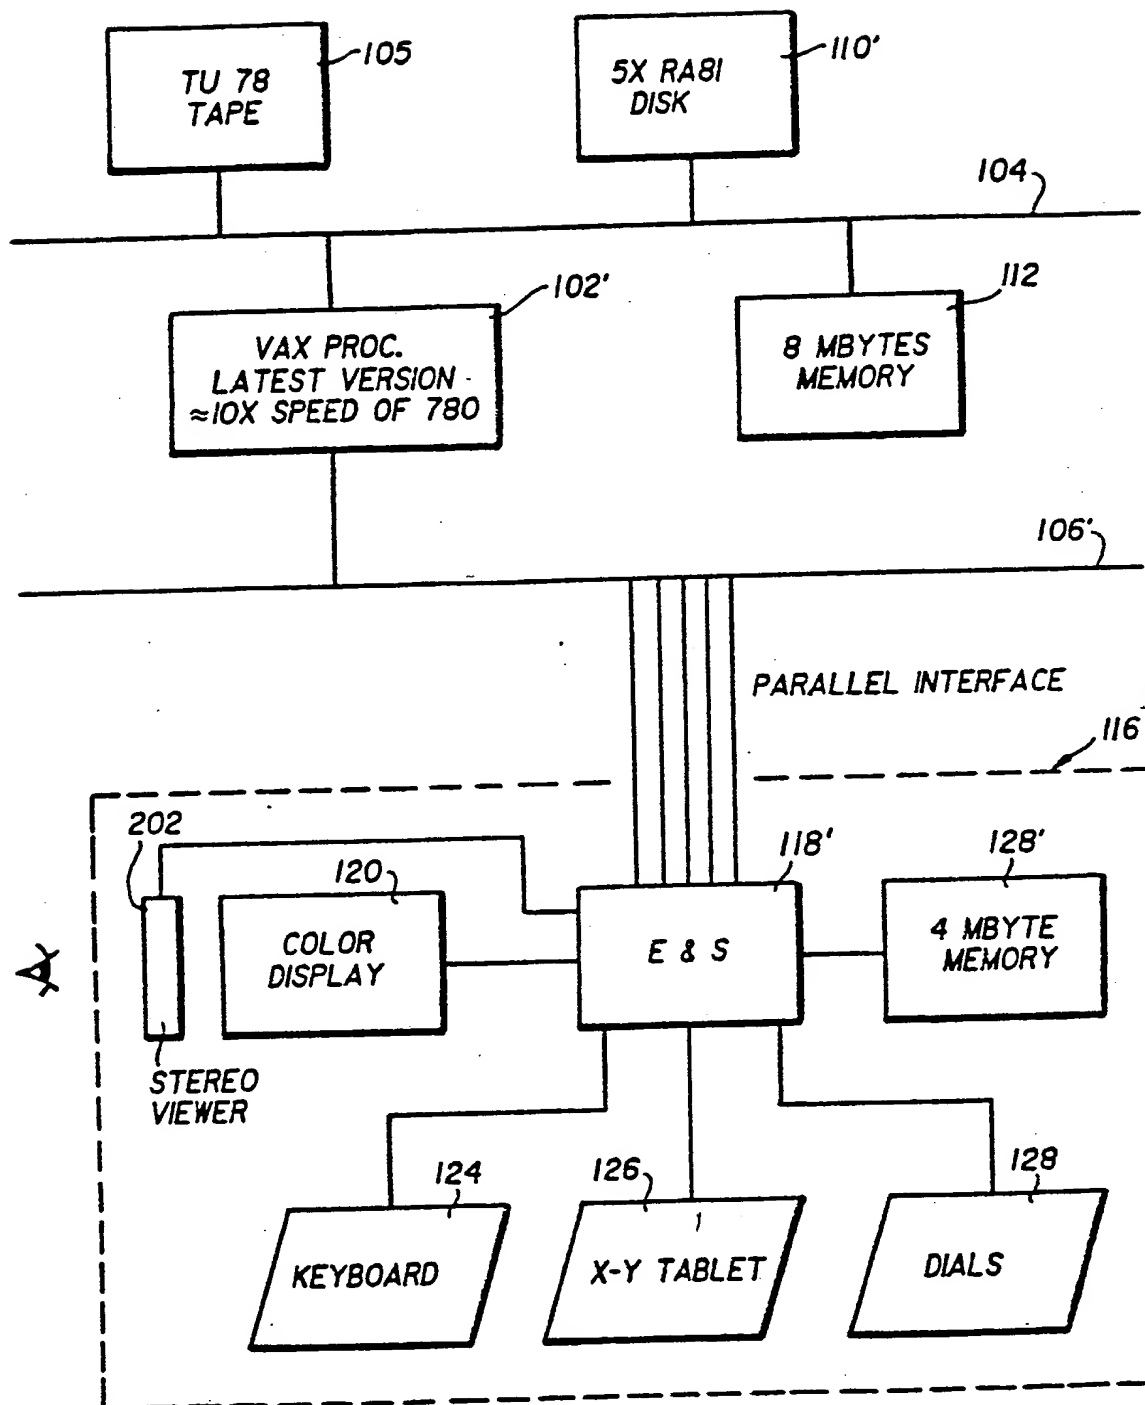 TU 78
TAPE
105
5X RA81
DISK
110'
104
VAX PROC.
LATEST VERSION
≈10X SPEED OF 780
102'
8 MBYTES
MEMORY
112
106'
PARALLEL INTERFACE
116
202
120
COLOR
DISPLAY
118'
E & S
128'
4 MBYTE
MEMORY
STEREO
VIEWER
124
KEYBOARD
126
X-Y TABLET
128
DIALS